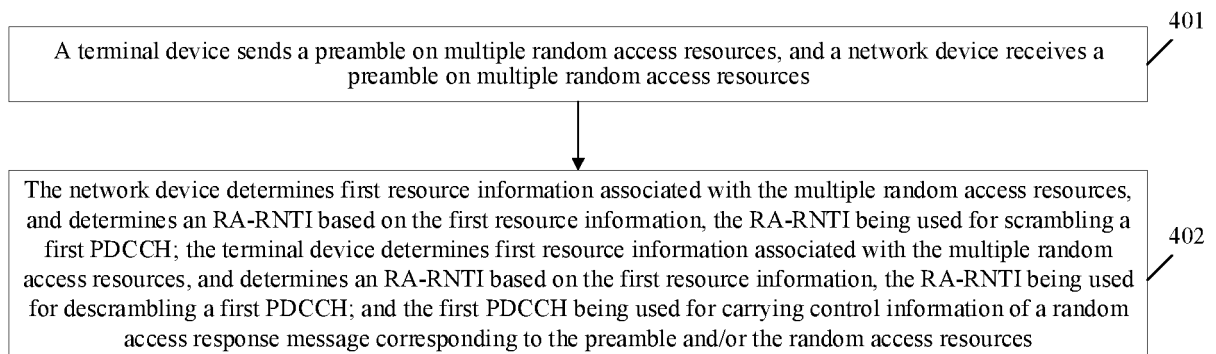 401
A terminal device sends a preamble on multiple random access resources, and a network device receives a
preamble on multiple random access resources
The network device determines first resource information associated with the multiple random access resources,
and determines an RA-RNTI based on the first resource information, the RA-RNTI being used for scrambling a
first PDCCH; the terminal device determines first resource information associated with the multiple random
access resources, and determines an RA-RNTI based on the first resource information, the RA-RNTI being used
for descrambling a first PDCCH; and the first PDCCH being used for carrying control information of a random
access response message corresponding to the preamble and/or the random access resources
402